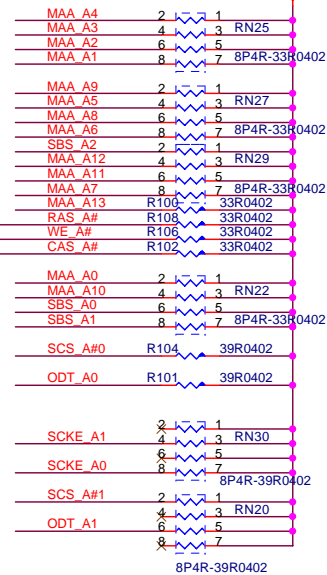 MAA_A4 2 1
MAA_A3 4 3 RN25
MAA_A2 6 5
MAA_A1 8 7 8P4R-33R0402
MAA_A9 2 1
MAA_A5 4 3 RN27
MAA_A8 6 5
MAA_A6 8 7 8P4R-33R0402
SBS_A2 2 1
MAA_A12 4 3 RN29
MAA_A11 6 5
MAA_A7 8 7 8P4R-33R0402
MAA_A13 R100 33R0402
RAS_A# R108 33R0402
WE_A# R106 33R0402
CAS_A# R102 33R0402
MAA_A0 2 1
MAA_A10 4 3 RN22
SBS_A0 6 5
SBS_A1 8 7 8P4R-33R0402
SCS_A#0 R104 39R0402
ODT_A0 R101 39R0402
2 1
SCKE_A1 4 3 RN30
6 5
SCKE_A0 8 7
8P4R-39R0402
SCS_A#1 2 1
4 3 RN20
ODT_A1 6 5
8 7
8P4R-39R0402